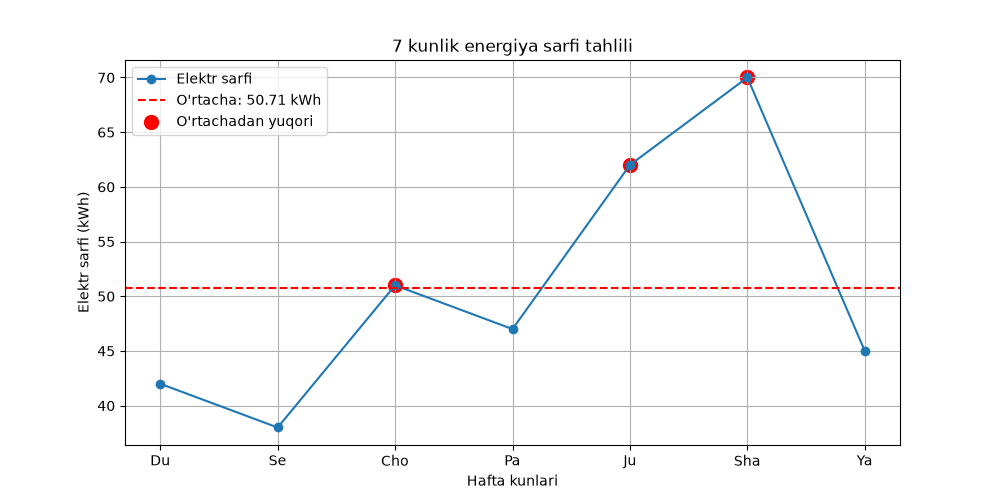 7 kunlik energiya sarfi tahlili
Elektr sarfi
O'rtacha: 50.71 kWh
O'rtachadan yuqori
Elektr sarfi (kWh)
70
65
60
55
50
45
40
Du Se Cho Pa Ju Sha Ya
Hafta kunlari